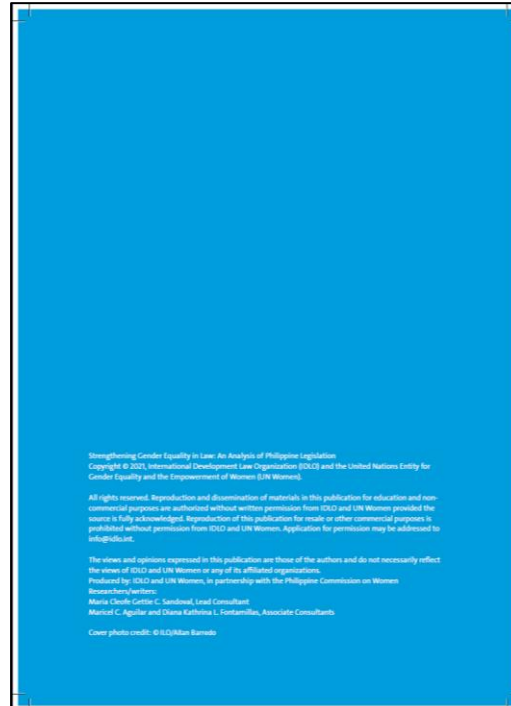 Strengthening Gender Equality in Law: An Analysis of Philippine Legislation
Copyright © 2021, International Development Law Organization (IDLO) and the United Nations Entity for
Gender Equality and the Empowerment of Women (UN Women).
All rights reserved. Reproduction and dissemination of materials in this publication for education and non-
commercial purposes are authorized without written permission from IDLO and UN Women provided the
source is fully acknowledged. Reproduction of this publication for resale or other commercial purposes is
prohibited without permission from IDLO and UN Women. Application for permission may be addressed to
info@idlo.int.
The views and opinions expressed in this publication are those of the authors and do not necessarily reflect
the views of IDLO and UN Women or any of its affiliated organizations.
Produced by: IDLO and UN Women, in partnership with the Philippine Commission on Women
Researchers/writers:
Maria Cleofe Gettie C. Sandoval, Lead Consultant
Maricel C. Aguilar and Diana Kathrina L. Fontamillas, Associate Consultants
Cover photo credit: © ILO/Allan Barredo